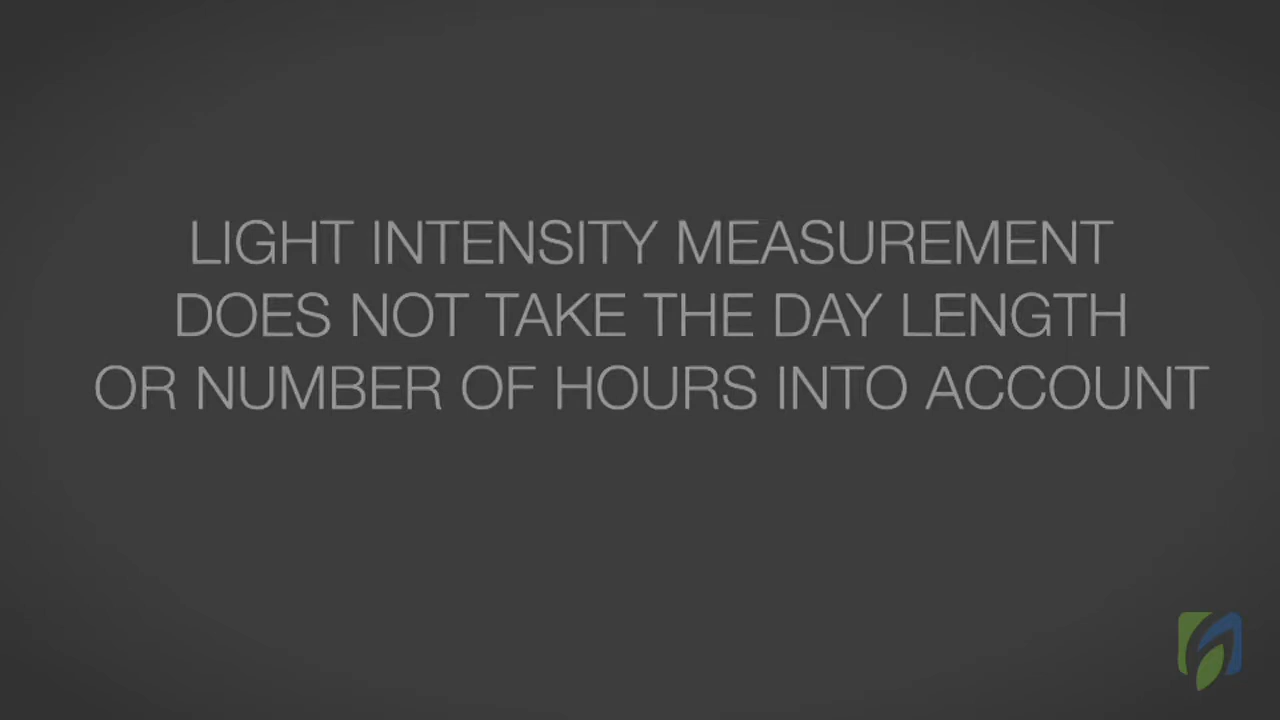 LIGHT INTENSITY MEASUREMENT
DOES NOT TAKE THE DAY LENGTH
OR NUMBER OF HOURS INTO ACCOUNT